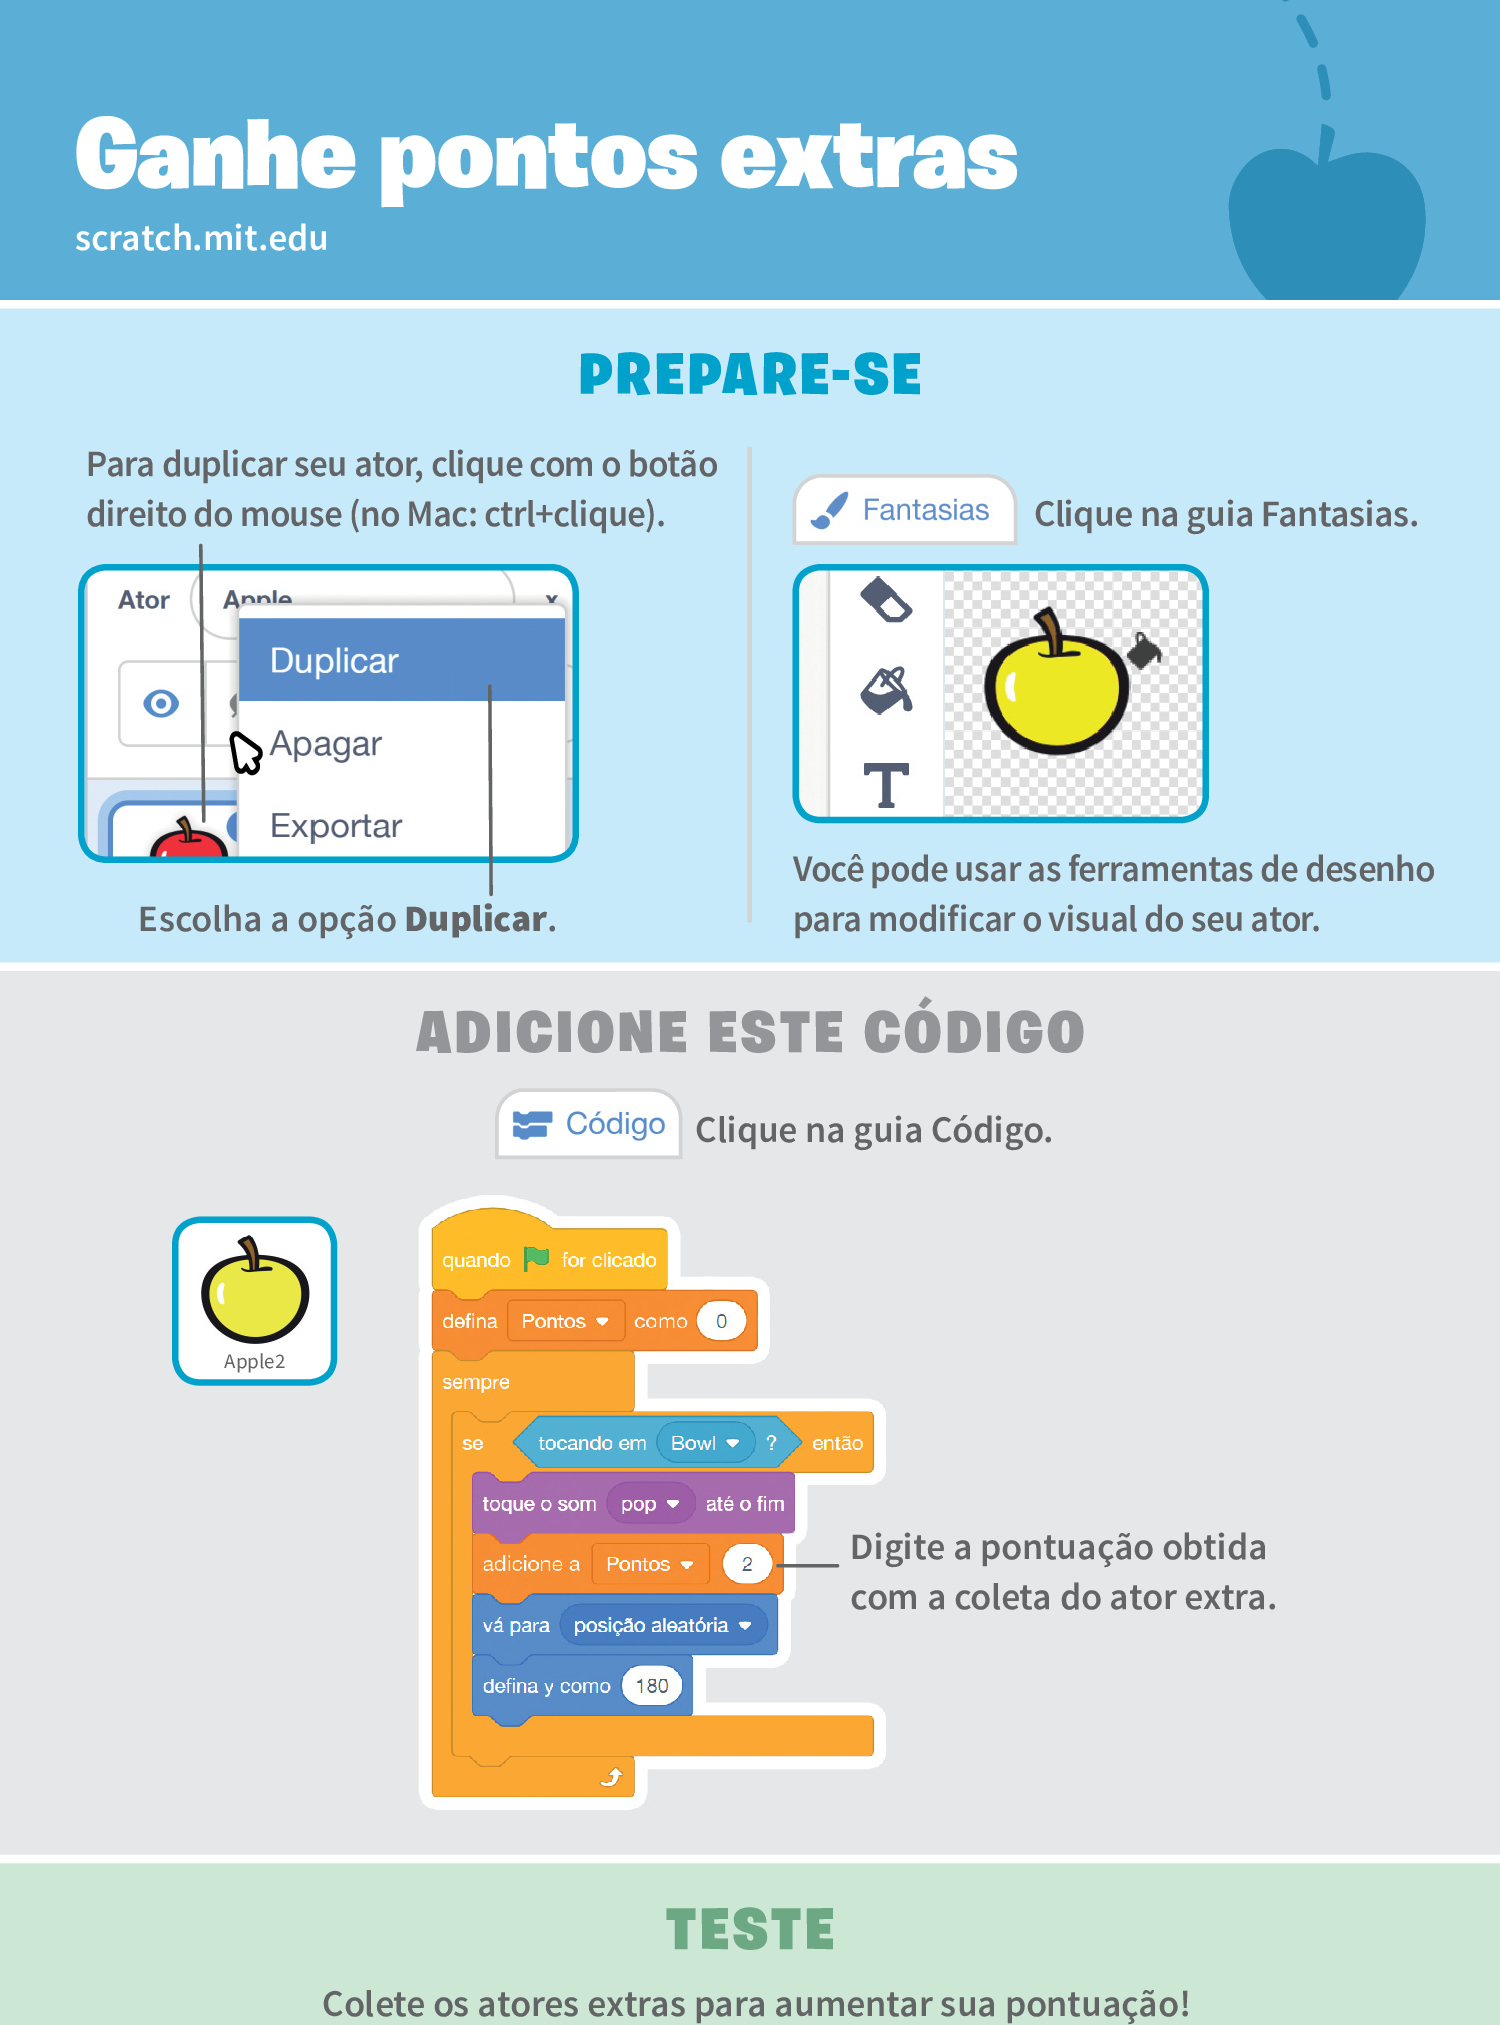 Ganhe pontos extras
scratch.mit.edu
PREPARE-SE
Para duplicar seu ator, clique com o botão
direito do mouse (no Mac: ctrl+clique).
Ator Apple x
Duplicar
Apagar
Exportar
Escolha a opção Duplicar.
Fantasias Clique na guia Fantasias.
T
Você pode usar as ferramentas de desenho
para modificar o visual do seu ator.
ADICIONE ESTE CÓDIGO
Código Clique na guia Código.
Apple2
quando for clicado
defina Pontos como 0
sempre
se tocando em Bowl ? então
toque o som pop até o fim
adicione a Pontos 2
Digite a pontuação obtida
com a coleta do ator extra.
vá para posição aleatória
defina y como 180
TESTE
Colete os atores extras para aumentar sua pontuação!